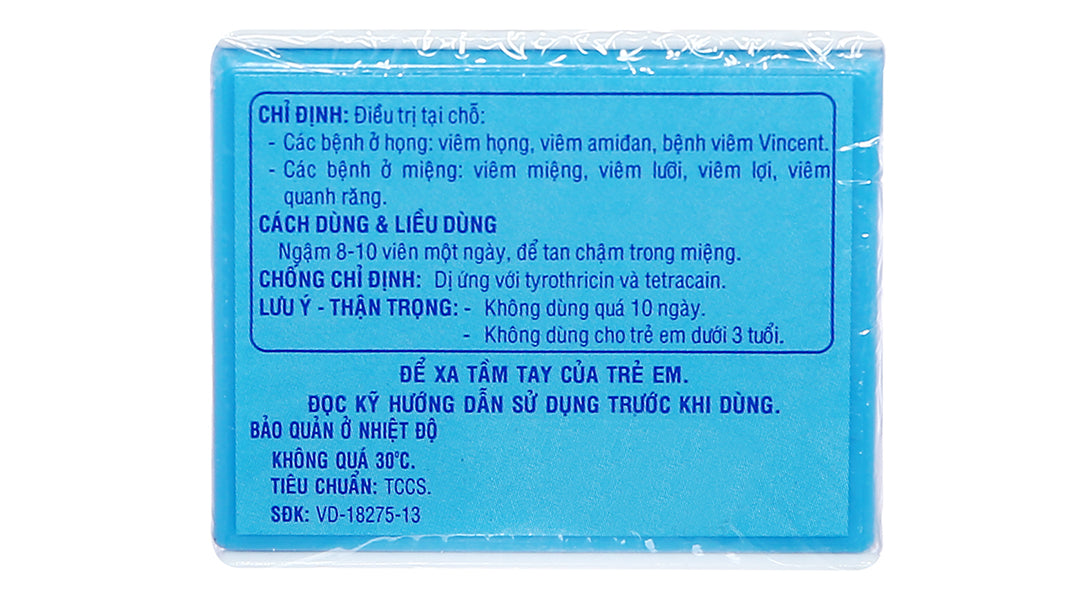 CHỈ ĐỊNH: Điều trị tại chỗ:
- Các bệnh ở họng: viêm họng, viêm amiđan, bệnh viêm Vincent.
- Các bệnh ở miệng: viêm miệng, viêm lưỡi, viêm lợi, viêm
quanh răng.
CÁCH DÙNG & LIỀU DÙNG
Ngậm 8-10 viên một ngày, để tan chậm trong miệng.
CHỐNG CHỈ ĐỊNH: Dị ứng với tyrothricin và tetracain.
LƯU Ý - THẬN TRỌNG: - Không dùng quá 10 ngày.
- Không dùng cho trẻ em dưới 3 tuổi.
ĐỂ XA TẦM TAY CỦA TRẺ EM.
ĐỌC KỸ HƯỚNG DẪN SỬ DỤNG TRƯỚC KHI DÙNG.
BẢO QUẢN Ở NHIỆT ĐỘ
KHÔNG QUÁ 30°C.
TIÊU CHUẨN: TCCS.
SĐK: VD-18275-13